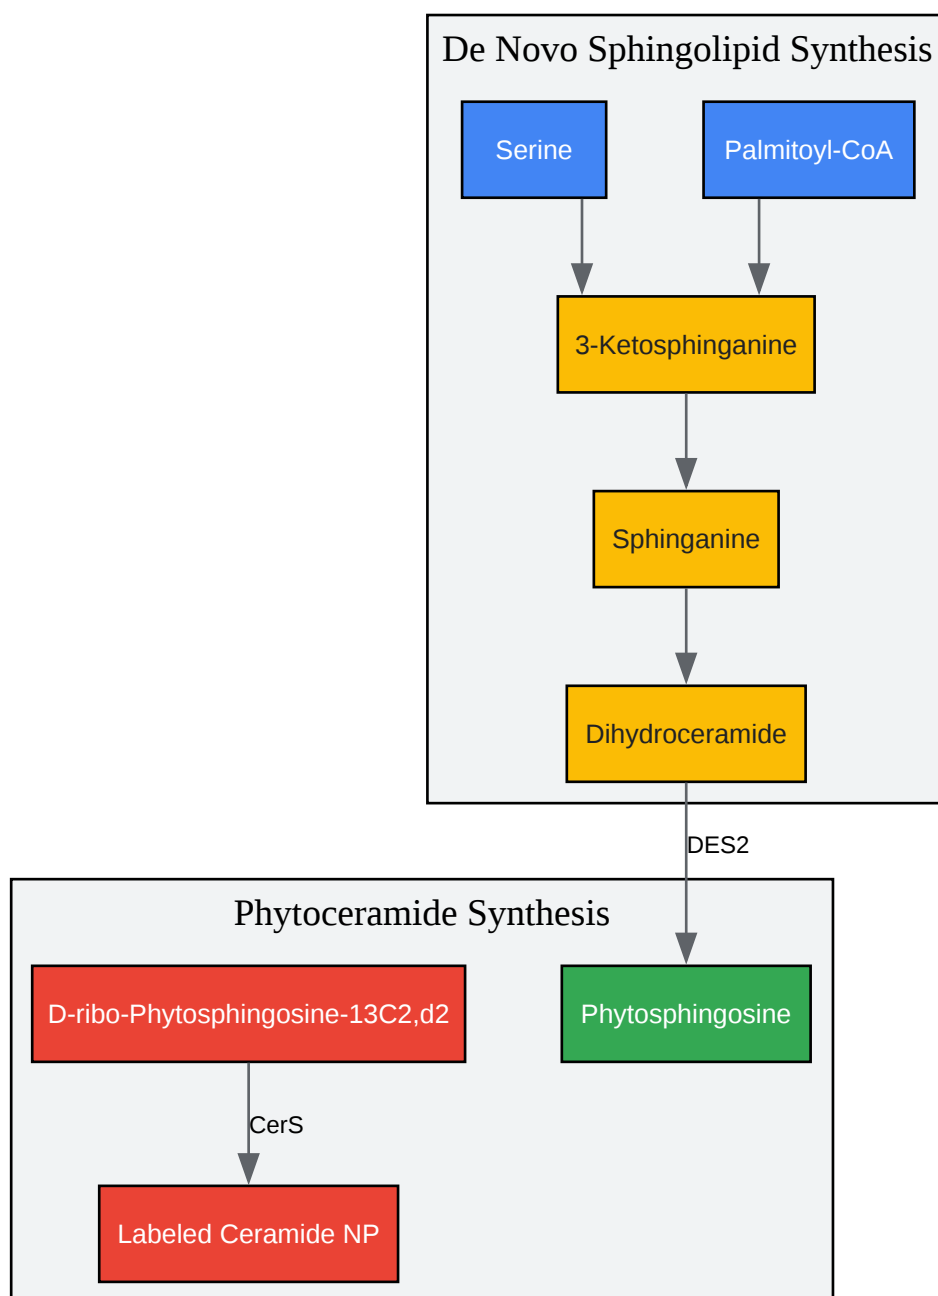 De Novo Sphingolipid Synthesis
Serine
Palmitoyl-CoA
3-Ketosphinganine
Sphinganine
Dihydroceramide
DES2
Phytoceramide Synthesis
D-ribo-Phytosphingosine-13C2,d2
Phytosphingosine
CerS
Labeled Ceramide NP